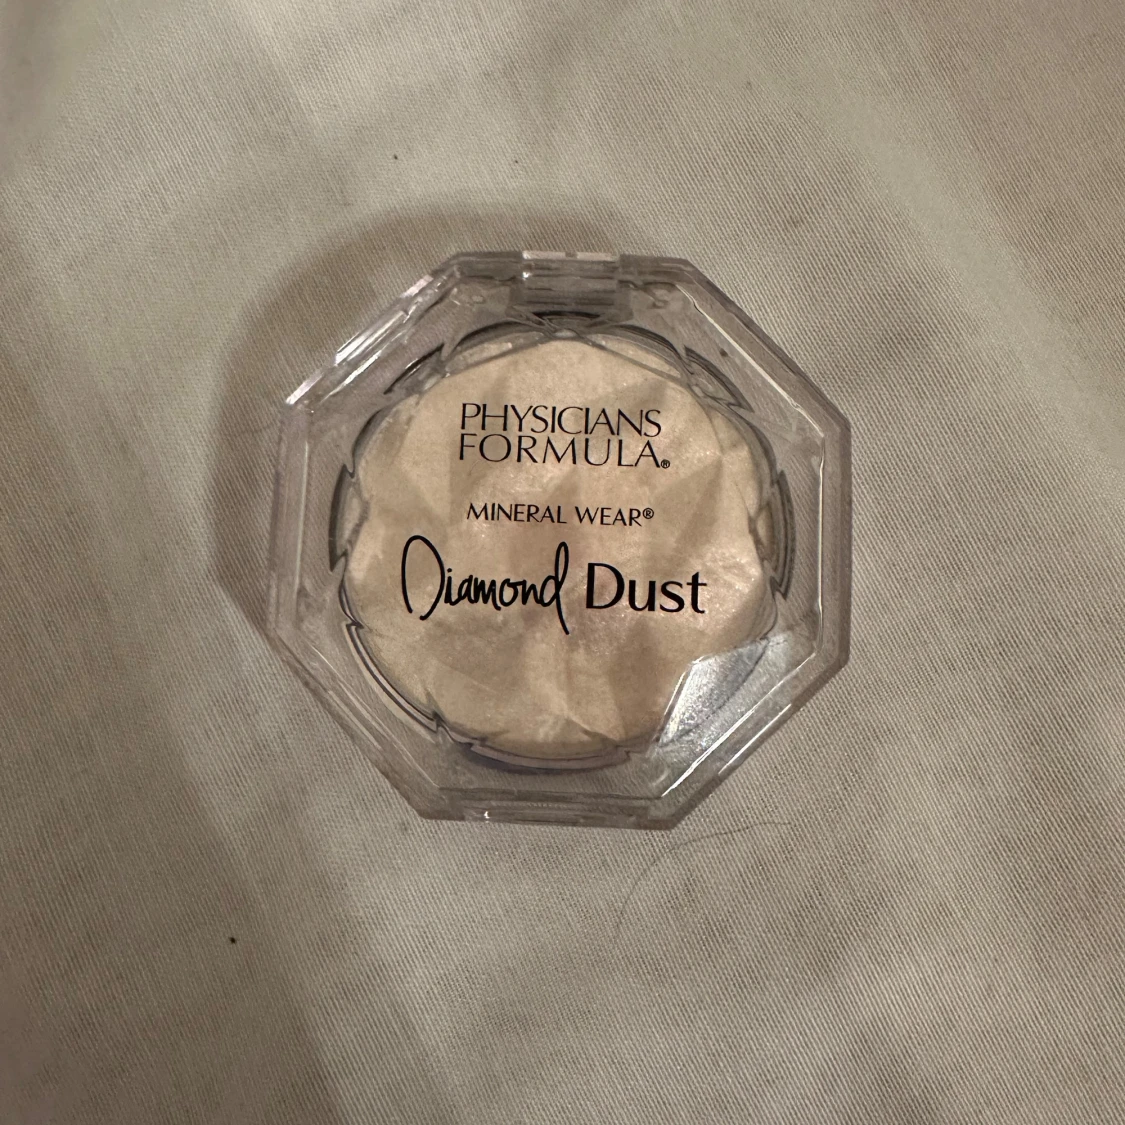 PHYSICIANS
FORMULA®
MINERAL WEAR®
Diamond Dust